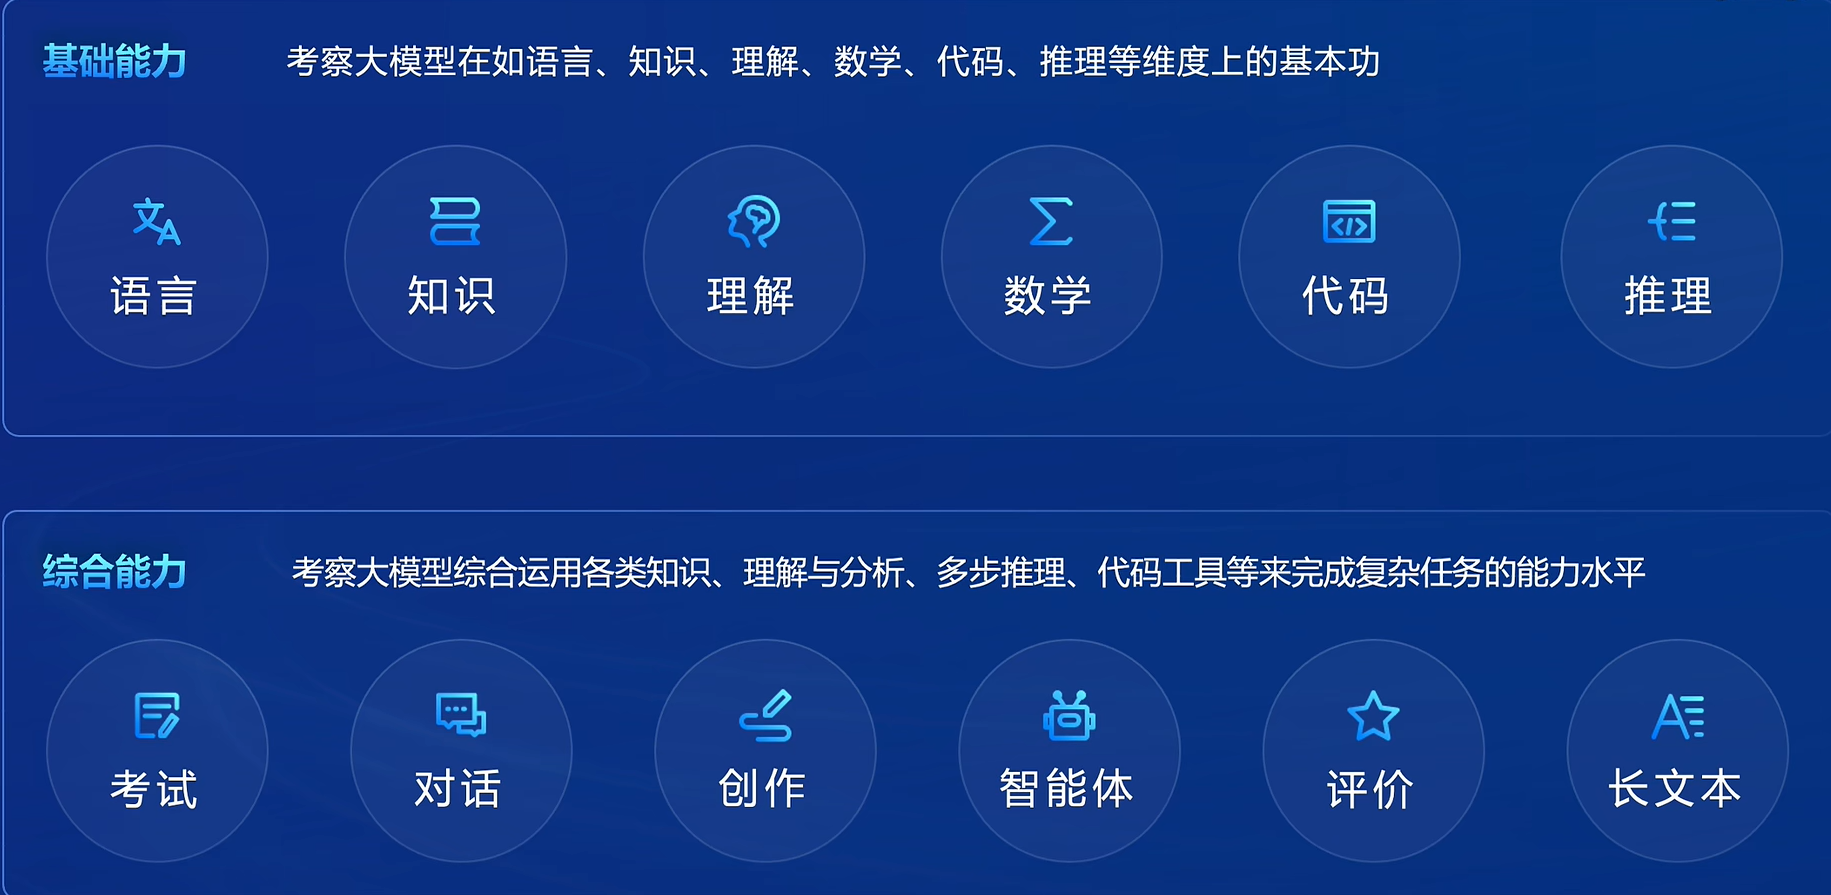 基础能力 考察大模型在如语言、知识、理解、数学、代码、推理等维度上的基本功
语言 知识 理解 数学 代码 推理
综合能力 考察大模型综合运用各类知识、理解与分析、多步推理、代码工具等来完成复杂任务的能力水平
考试 对话 创作 智能体 评价 长文本